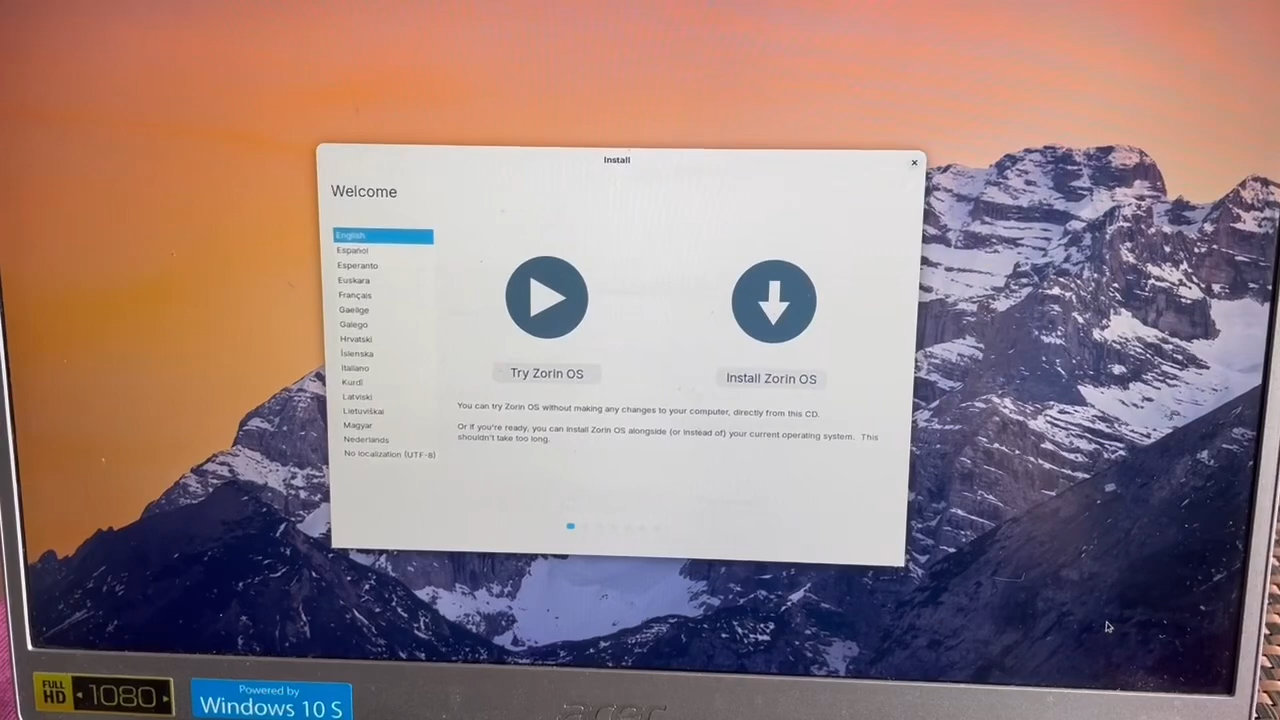 Install
Welcome
English
Español
Esperanto
Euskara
Français
Gaeilge
Galego
Hrvatski
Íslenska
Italiano
Kurdî
Latviski
Lietuviškai
Magyar
Nederlands
No localization (UTF-8)
Try Zorin OS
Install Zorin OS
You can try Zorin OS without making any changes to your computer, directly from this CD.
Or if you're ready, you can install Zorin OS alongside (or instead of) your current operating system. This
shouldn't take too long.
FULL
HD
1080
Powered by
Windows 10 S
acer